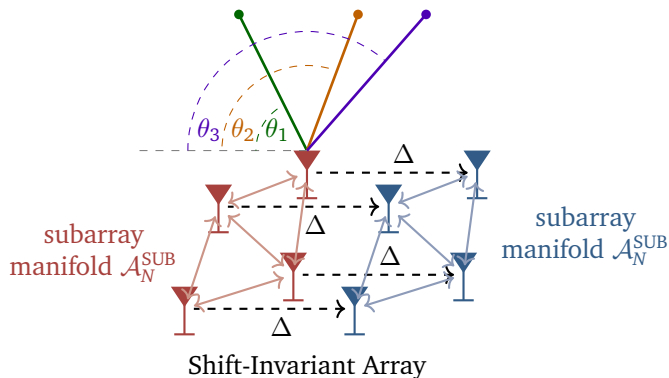 θ₃ θ₂ θ₁
Δ
Δ
subarray
manifold 𝒜_N^SUB
subarray
manifold 𝒜_N^SUB
Δ
Δ
Shift-Invariant Array